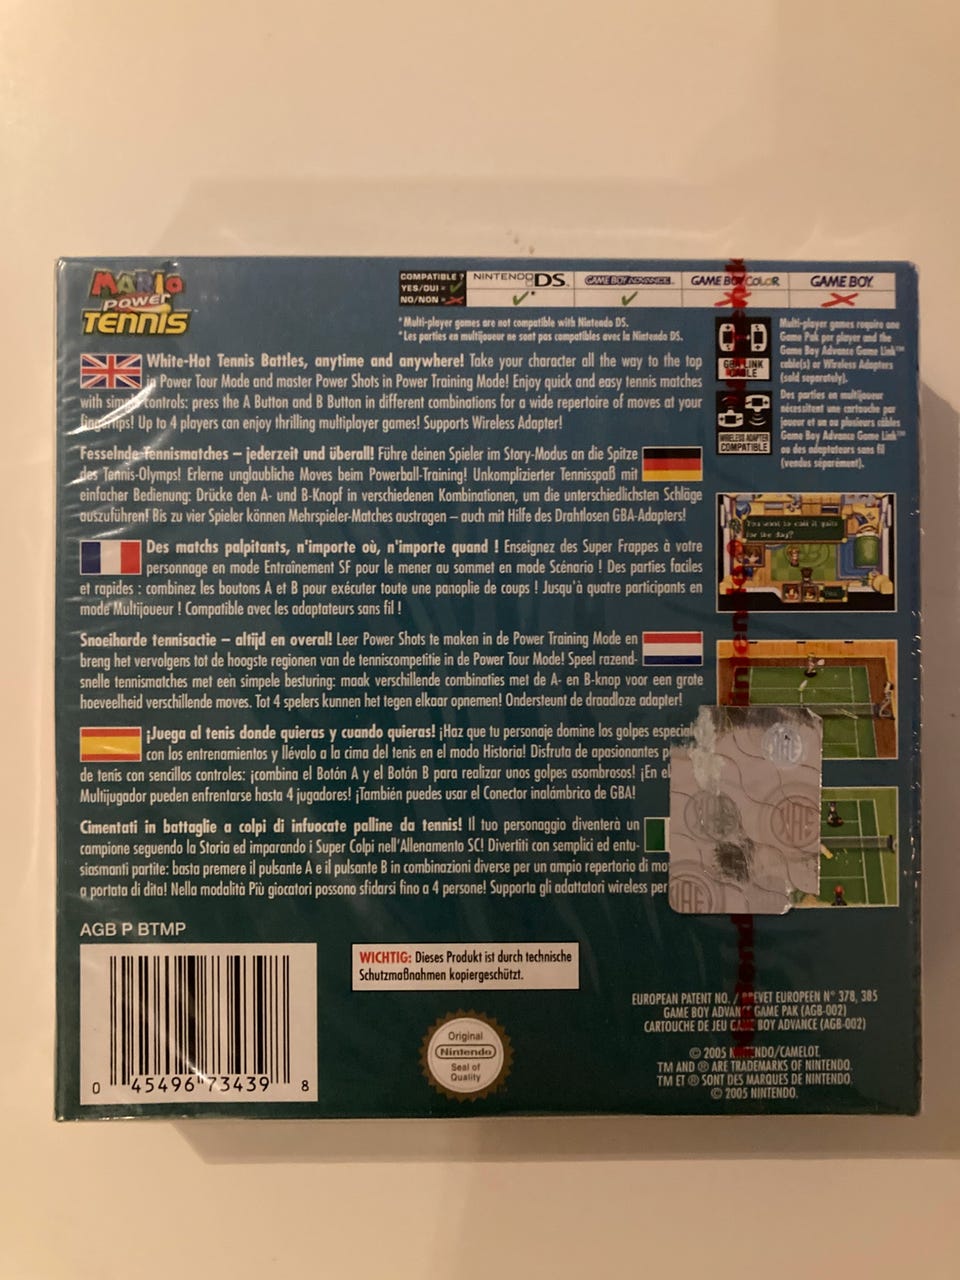 MARIO
POWER
TENNIS
COMPATIBLE ?
YES/OUI =
NO/NON =
NINTENDO DS™
GAME BOY ADVANCE
GAME BOY COLOR
GAME BOY
*Multi-player games are not compatible with Nintendo DS.
*Les parties en multijoueur ne sont pas compatibles avec la Nintendo DS.
White-Hot Tennis Battles, anytime and anywhere! Take your character all the way to the top
in Power Tour Mode and master Power Shots in Power Training Mode! Enjoy quick and easy tennis matches
with simple controls: press the A Button and B Button in different combinations for a wide repertoire of moves at your
fingertips! Up to 4 players can enjoy thrilling multiplayer games! Supports Wireless Adapter!
Fesselnde Tennismatches – jederzeit und überall! Führe deinen Spieler im Story-Modus an die Spitze
des Tennis-Olymps! Erlerne unglaubliche Moves beim Powerball-Training! Unkomplizierter Tennisspaß mit
einfacher Bedienung: Drücke den A- und B-Knopf in verschiedenen Kombinationen, um die unterschiedlichsten Schläge
auszuführen! Bis zu vier Spieler können Mehrspieler-Matches austragen – auch mit Hilfe des Drahtlosen GBA-Adapters!
Des matchs palpitants, n'importe où, n'importe quand ! Enseignez des Super Frappes à votre
personnage en mode Entraînement SF pour le mener au sommet en mode Scénario ! Des parties faciles
et rapides : combinez les boutons A et B pour exécuter toute une panoplie de coups ! Jusqu'à quatre participants en
mode Multijoueur ! Compatible avec les adaptateurs sans fil !
Snoeiharde tennisactie – altijd en overal! Leer Power Shots te maken in de Power Training Mode en
breng het vervolgens tot de hoogste regionen van de tenniscompetitie in de Power Tour Mode! Speel razend-
snelle tennismatches met een simpele besturing: maak verschillende combinaties met de A- en B-knop voor een grote
hoeveelheid verschillende moves. Tot 4 spelers kunnen het tegen elkaar opnemen! Ondersteunt de draadloze adapter!
¡Juega al tenis donde quieras y cuando quieras! ¡Haz que tu personaje domine los golpes especial
con los entrenamientos y llévalo a la cima del tenis en el modo Historia! Disfruta de apasionantes p
de tenis con sencillos controles: ¡combina el Botón A y el Botón B para realizar unos golpes asombrosos! ¡En el
Multijugador pueden enfrentarse hasta 4 jugadores! ¡También puedes usar el Conector inalámbrico de GBA!
Cimentati in battaglie a colpi di infuocate palline da tennis! Il tuo personaggio diventerà un
campione seguendo la Storia ed imparando i Super Colpi nell'Allenamento SC! Divertiti con semplici ed entu-
siasmanti partite: basta premere il pulsante A e il pulsante B in combinazioni diverse per un ampio repertorio di mo
a portata di dita! Nella modalità Più giocatori possono sfidarsi fino a 4 persone! Supporta gli adattatori wireless per
GBA LINK
CABLE
Multi-player games require one
Game Pak per player and the
Game Boy Advance Game Link™
cable(s) or Wireless Adapters
(sold separately).
WIRELESS ADAPTER
COMPATIBLE
Des parties en multijoueur
nécessitent une cartouche par
joueur et un ou plusieurs câbles
Game Boy Advance Game Link™
ou des adaptateurs sans fil
(vendus séparément).
You want to call it quits
for the day?
Yes
AGB P BTMP
0 45496 73439 8
WICHTIG: Dieses Produkt ist durch technische
Schutzmaßnahmen kopiergeschützt.
Original
Nintendo
Seal of
Quality
EUROPEAN PATENT NO. / BREVET EUROPEEN N° 378, 385
GAME BOY ADVANCE GAME PAK (AGB-002)
CARTOUCHE DE JEU GAME BOY ADVANCE (AGB-002)
© 2005 NINTENDO/CAMELOT.
TM AND ® ARE TRADEMARKS OF NINTENDO.
TM ET ® SONT DES MARQUES DE NINTENDO.
© 2005 NINTENDO.